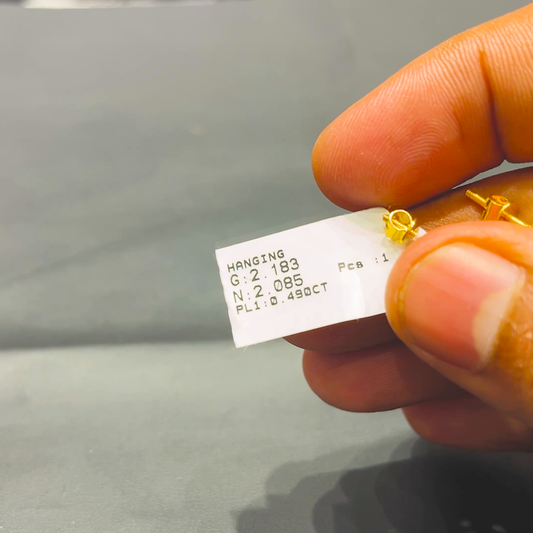 HANGING
G:2.183
Pcs :1
N:2.085
PL1:0.490CT